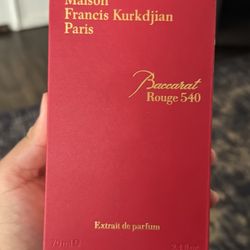 Maison
Francis Kurkdjian
Paris
Baccarat
Rouge 540
Extrait de parfum